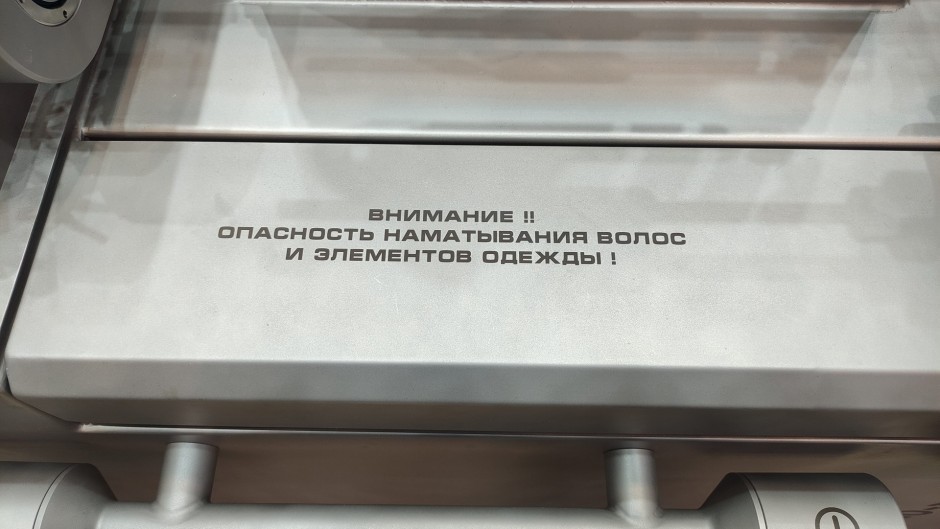 ВНИМАНИЕ !!
ОПАСНОСТЬ НАМАТЫВАНИЯ ВОЛОС
И ЭЛЕМЕНТОВ ОДЕЖДЫ !